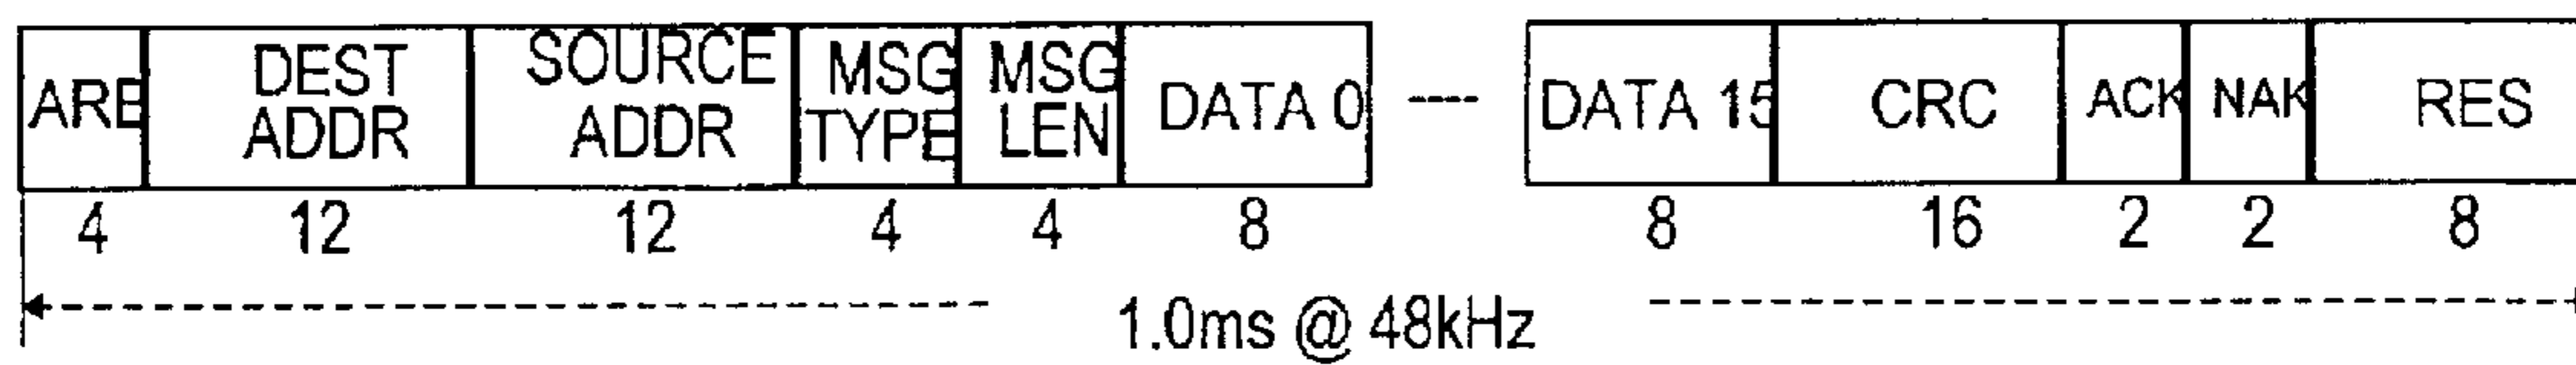 ARB
DEST ADDR
SOURCE ADDR
MSG TYPE
MSG LEN
DATA 0
----
DATA 15
CRC
ACK
NAK
RES
4 12 12 4 4 8 8 16 2 2 8
1.0ms @ 48kHz